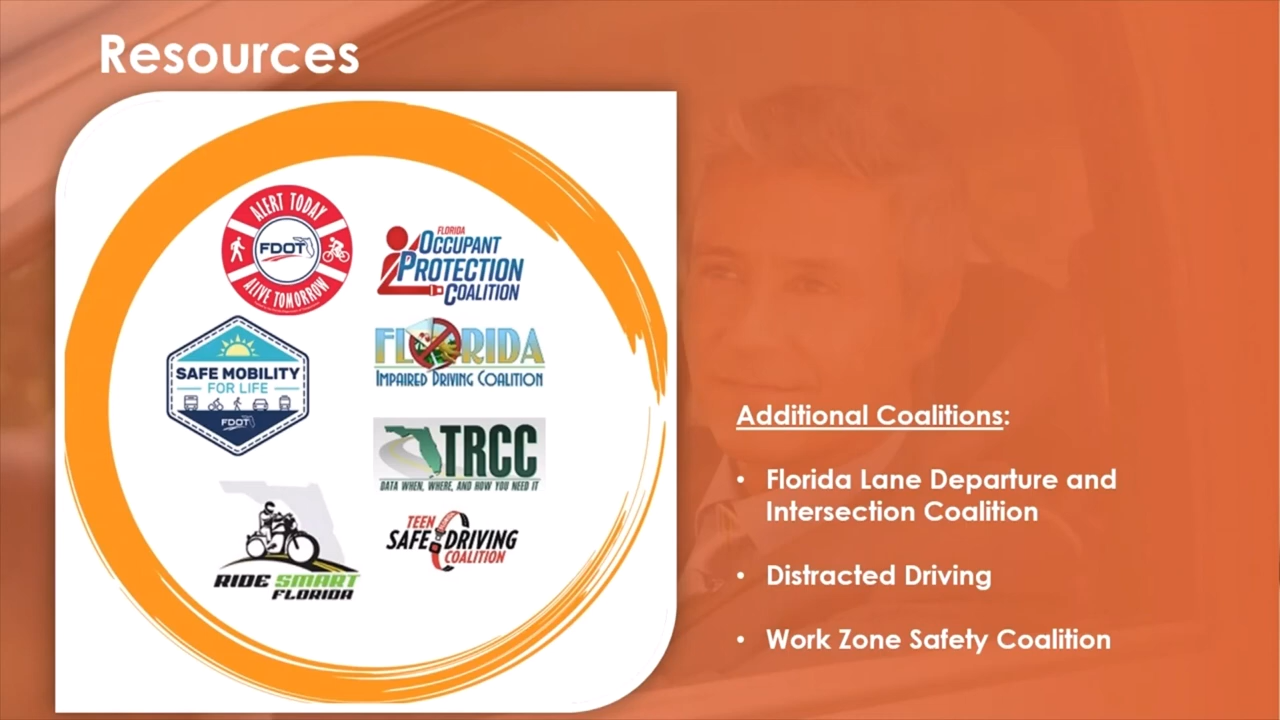 Resources
ALERT TODAY
FDOT
ALIVE TOMORROW
FLORIDA
OCCUPANT
PROTECTION
COALITION
SAFE MOBILITY
FOR LIFE
FDOT
FLORIDA
IMPAIRED DRIVING COALITION
TRCC
DATA WHEN, WHERE, AND HOW YOU NEED IT
RIDE SMART
FLORIDA
TEEN
SAFE DRIVING
COALITION
Additional Coalitions:
• Florida Lane Departure and
Intersection Coalition
• Distracted Driving
• Work Zone Safety Coalition